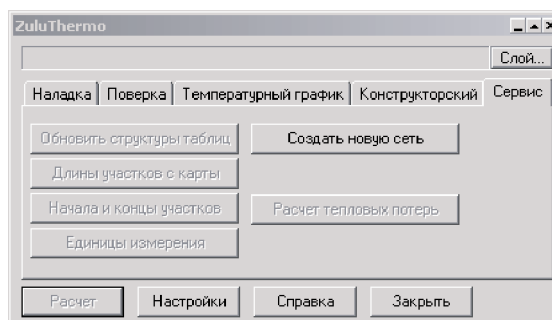 ZuluThermo
Слой...
Наладка Поверка Температурный график Конструкторский Сервис
Обновить структуры таблиц Создать новую сеть
Длины участков с карты
Начала и концы участков Расчет тепловых потерь
Единицы измерения
Расчет Настройки Справка Закрыть